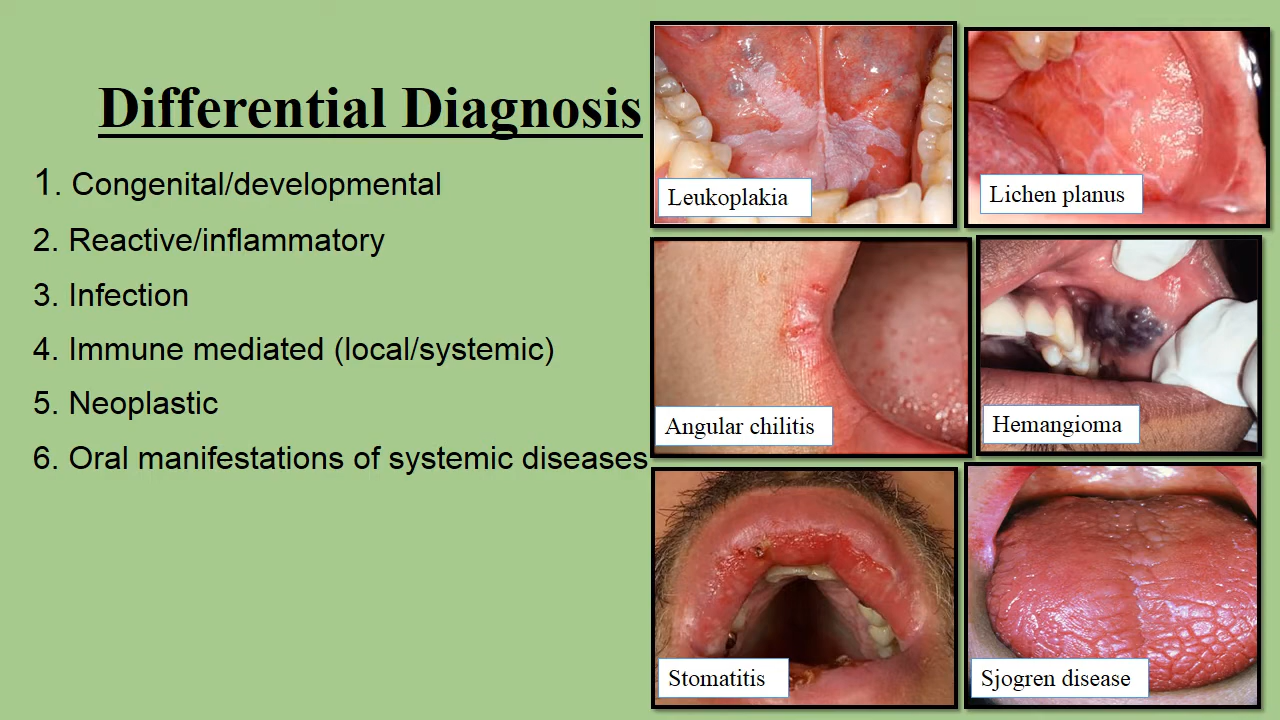 Differential Diagnosis
1. Congenital/developmental
2. Reactive/inflammatory
3. Infection
4. Immune mediated (local/systemic)
5. Neoplastic
6. Oral manifestations of systemic diseases
Leukoplakia
Lichen planus
Angular chilitis
Hemangioma
Stomatitis
Sjogren disease